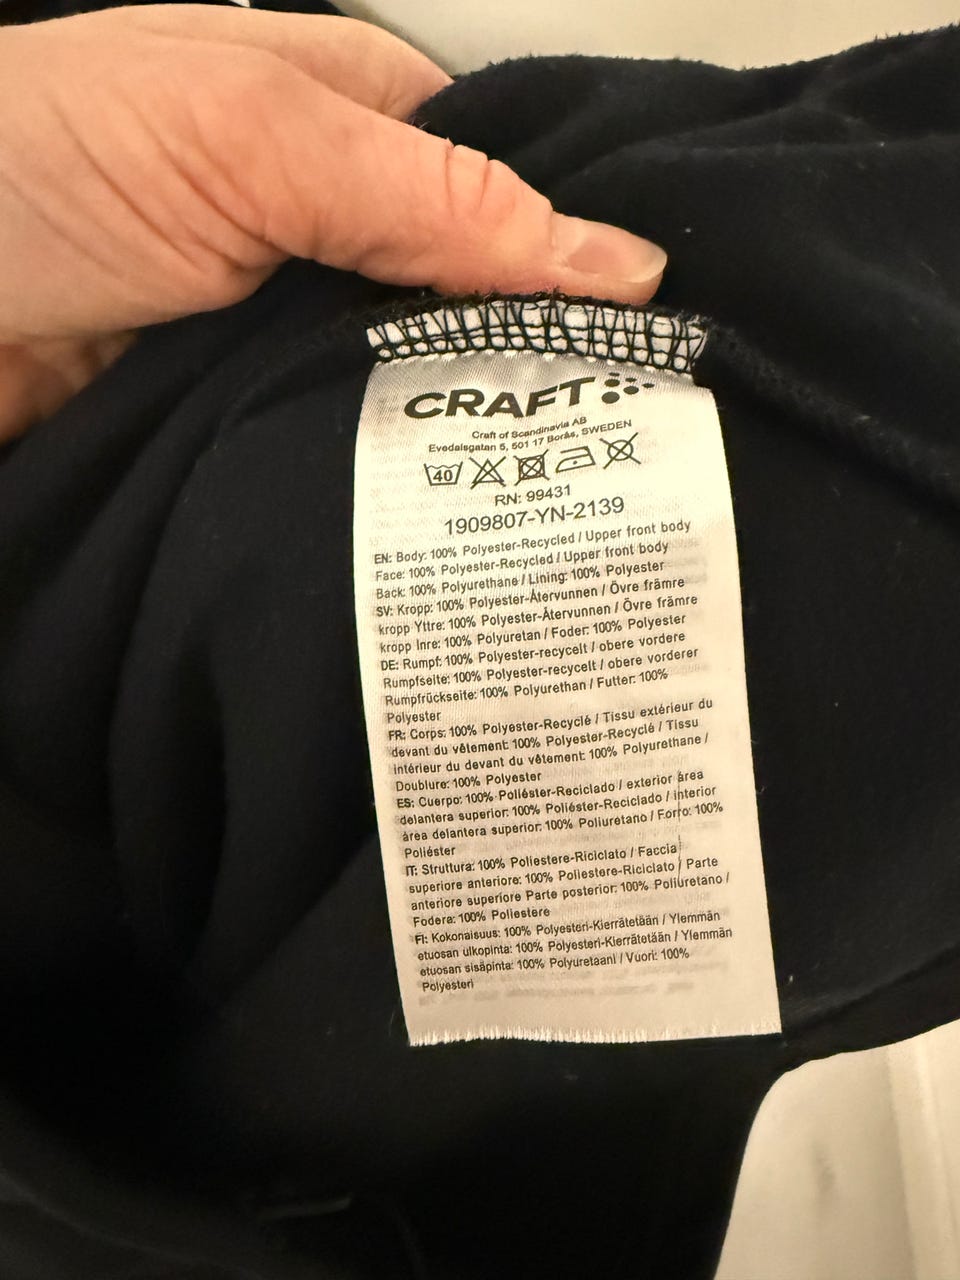 CRAFT
Craft of Scandinavia AB
Evedalsgatan 5, 501 17 Borås, SWEDEN
40
RN: 99431
1909807-YN-2139
EN: Body: 100% Polyester-Recycled / Upper front body
Face: 100% Polyester-Recycled / Upper front body
Back: 100% Polyurethane / Lining: 100% Polyester
SV: Kropp: 100% Polyester-Återvunnen / Övre främre
kropp Yttre: 100% Polyester-Återvunnen / Övre främre
kropp Inre: 100% Polyuretan / Foder: 100% Polyester
DE: Rumpf: 100% Polyester-recycelt / obere vordere
Rumpfseite: 100% Polyester-recycelt / obere vorderer
Rumpfrückseite: 100% Polyurethan / Futter: 100%
Polyester
FR: Corps: 100% Polyester-Recyclé / Tissu extérieur du
devant du vêtement: 100% Polyester-Recyclé / Tissu
intérieur du devant du vêtement: 100% Polyurethane /
Doublure: 100% Polyester
ES: Cuerpo: 100% Poliéster-Reciclado / exterior área
delantera superior: 100% Poliéster-Reciclado / interior
área delantera superior: 100% Poliuretano / Forro: 100%
Poliéster
IT: Struttura: 100% Poliestere-Riciclato / Faccia
superiore anteriore: 100% Poliestere-Riciclato / Parte
anteriore superiore Parte posterior: 100% Poliuretano /
Fodera: 100% Poliestere
FI: Kokonaisuus: 100% Polyesteri-Kierrätetään / Ylemmän
etuosan ulkopinta: 100% Polyesteri-Kierrätetään / Ylemmän
etuosan sisäpinta: 100% Polyuretaani / Vuori: 100%
Polyesteri